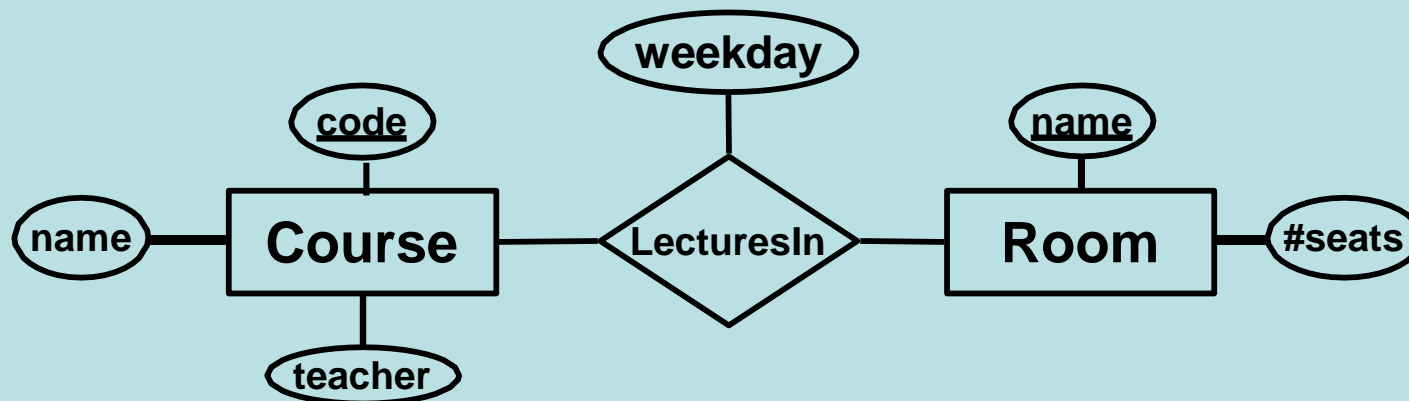 weekday
code
name
name
Course
LecturesIn
Room
#seats
teacher